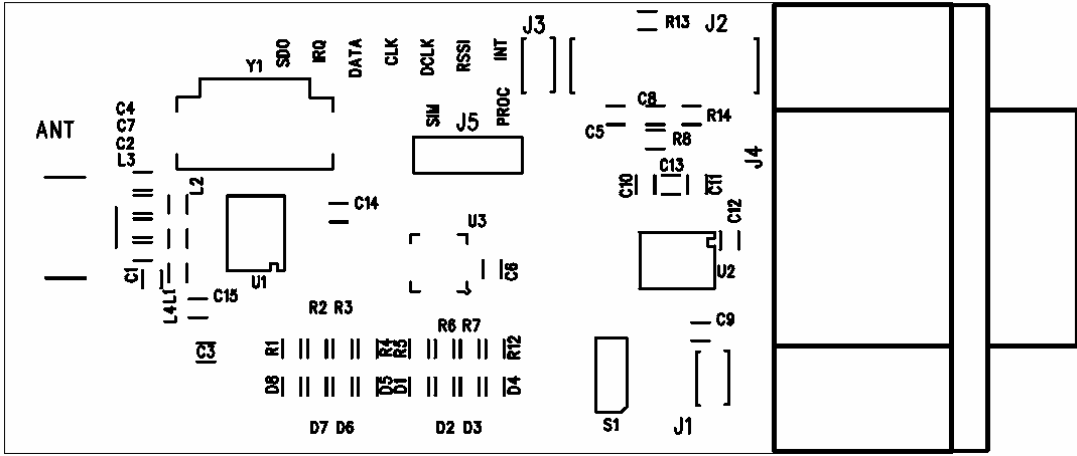 J3
R13
J2
SDO
IRQ
DATA
CLK
DCLK
RSSI
INT
Y1
SIM
J5
PROC
C8
C5
R14
R8
ANT
C4
C7
C2
L3
L2
C14
C13
C10
C11
J4
C12
U3
C6
U2
U1
C1
L4
L1
C15
C9
R2 R3
R6 R7
C3
R1
R4
R5
R12
D8
D5
D1
D4
D7 D6
D2 D3
S1
J1